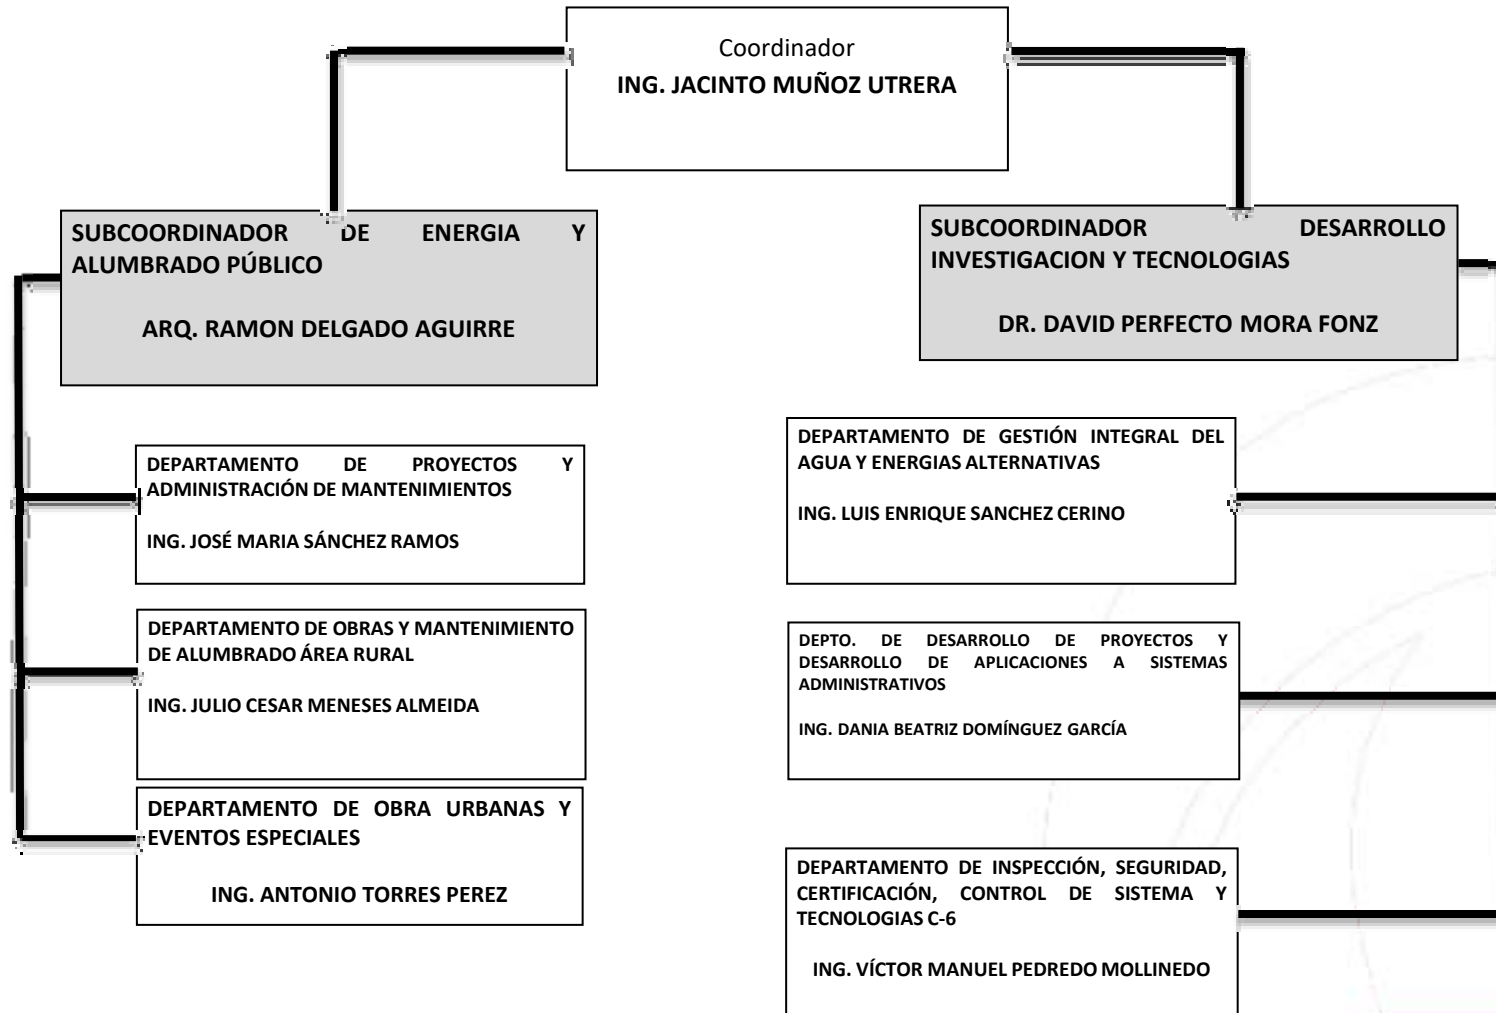 Coordinador
ING. JACINTO MUÑOZ UTRERA
SUBCOORDINADOR DE ENERGIA Y
ALUMBRADO PÚBLICO
ARQ. RAMON DELGADO AGUIRRE
SUBCOORDINADOR DESARROLLO
INVESTIGACION Y TECNOLOGIAS
DR. DAVID PERFECTO MORA FONZ
DEPARTAMENTO DE PROYECTOS Y
ADMINISTRACIÓN DE MANTENIMIENTOS
ING. JOSÉ MARIA SÁNCHEZ RAMOS
DEPARTAMENTO DE OBRAS Y MANTENIMIENTO
DE ALUMBRADO ÁREA RURAL
ING. JULIO CESAR MENESES ALMEIDA
DEPARTAMENTO DE OBRA URBANAS Y
EVENTOS ESPECIALES
ING. ANTONIO TORRES PEREZ
DEPARTAMENTO DE GESTIÓN INTEGRAL DEL
AGUA Y ENERGIAS ALTERNATIVAS
ING. LUIS ENRIQUE SANCHEZ CERINO
DEPTO. DE DESARROLLO DE PROYECTOS Y
DESARROLLO DE APLICACIONES A SISTEMAS
ADMINISTRATIVOS
ING. DANIA BEATRIZ DOMÍNGUEZ GARCÍA
DEPARTAMENTO DE INSPECCIÓN, SEGURIDAD,
CERTIFICACIÓN, CONTROL DE SISTEMA Y
TECNOLOGIAS C-6
ING. VÍCTOR MANUEL PEDREDO MOLLINEDO